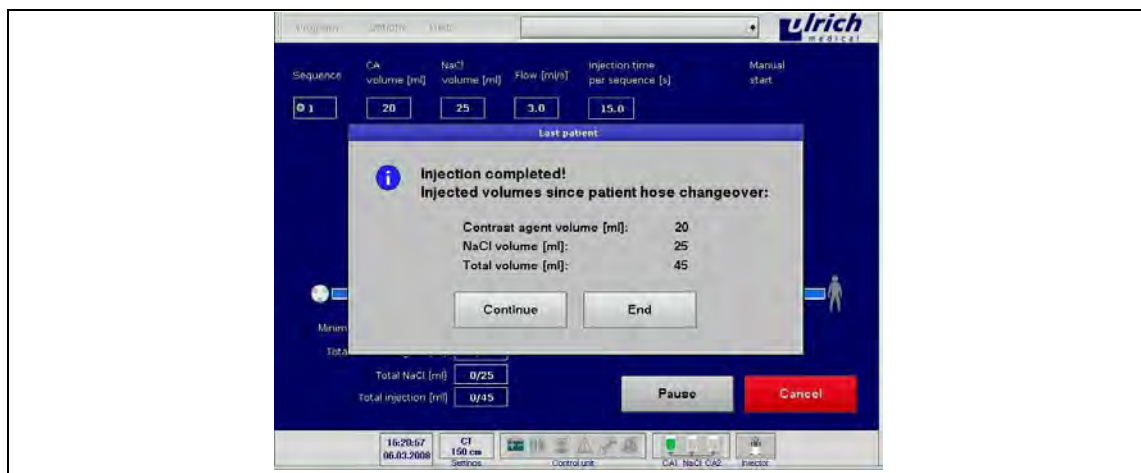 Program Options Help
ulrich
medical
Sequence CA volume [ml] NaCl volume [ml] Flow [ml/s] Injection time per sequence [s] Manual start
1 20 25 3.0 15.0
Last patient
Injection completed!
Injected volumes since patient hose changeover:
Contrast agent volume [ml]: 20
NaCl volume [ml]: 25
Total volume [ml]: 45
Continue End
Minim
Tota
Total NaCl [ml] 0/25
Total injection [ml] 0/45
Pause Cancel
15:20:57 CT
06.03.2008 150 cm
Settings Control unit CA1 NaCl CA2 Injector